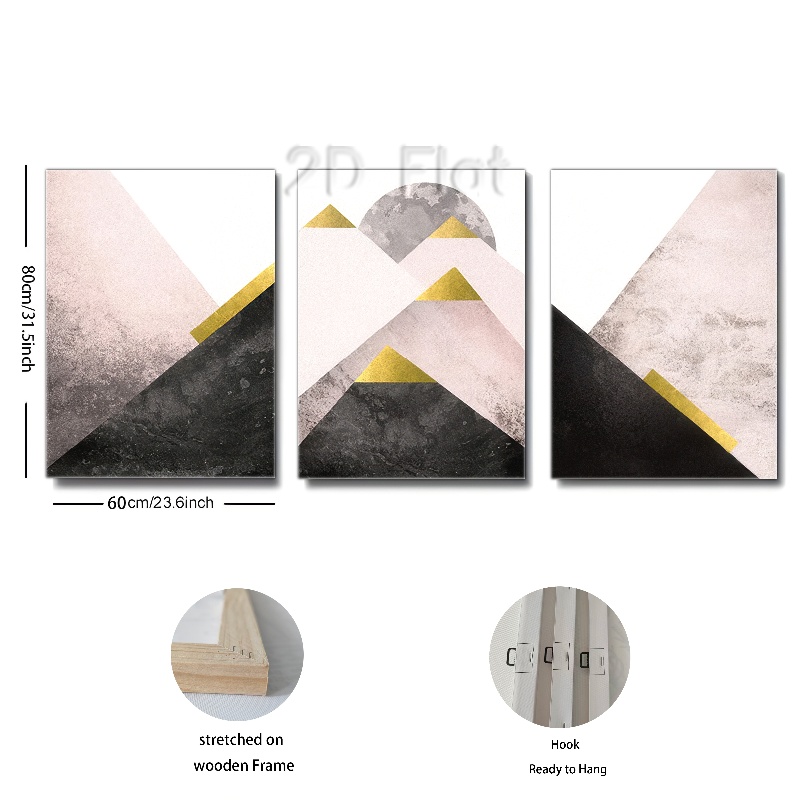 2D Flat
80cm/31.5inch
60cm/23.6inch
stretched on
wooden Frame
Hook
Ready to Hang